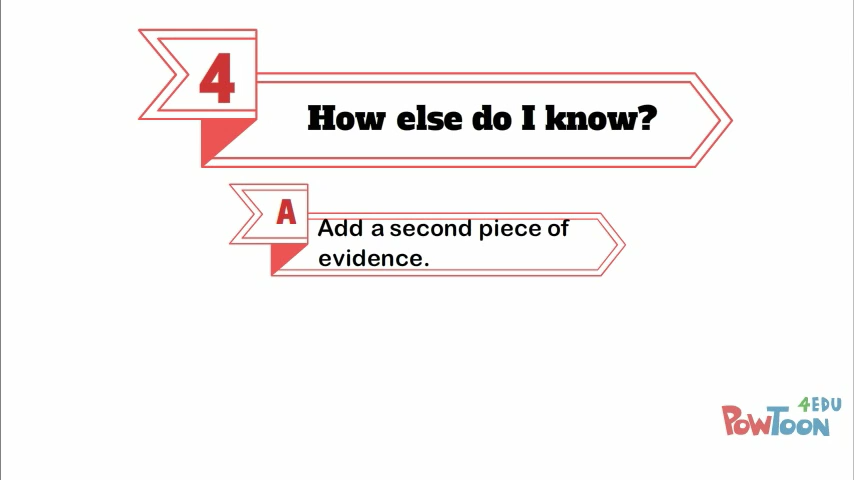 4
How else do I know?
A
Add a second piece of
evidence.
4EDU
POWTOON